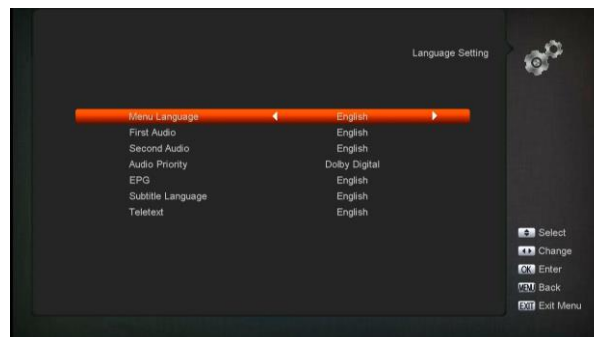 Language Setting
Menu Language English
First Audio English
Second Audio English
Audio Priority Dolby Digital
EPG English
Subtitle Language English
Teletext English
Select
Change
OK Enter
MENU Back
EXIT Exit Menu